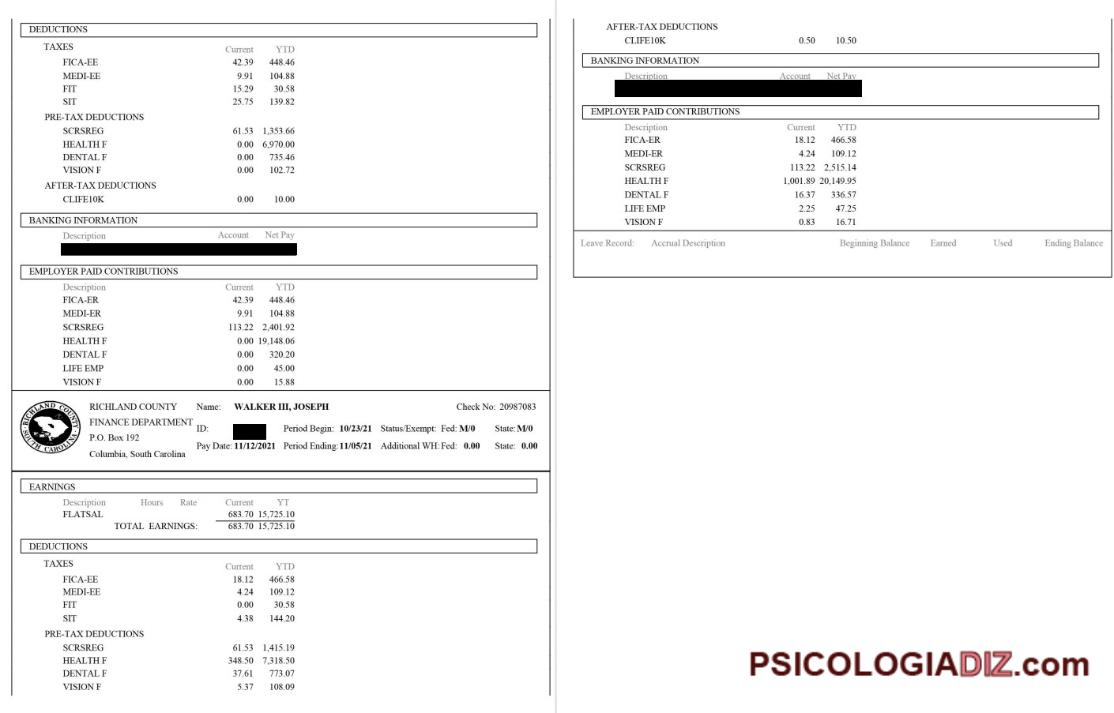 DEDUCTIONS
TAXES Current YTD
FICA-EE 42.39 448.46
MEDI-EE 9.91 104.88
FIT 15.29 30.58
SIT 25.75 139.82
PRE-TAX DEDUCTIONS
SCRSREG 61.53 1,353.66
HEALTH F 0.00 6,970.00
DENTAL F 0.00 735.46
VISION F 0.00 102.72
AFTER-TAX DEDUCTIONS
CLIFE10K 0.00 10.00
BANKING INFORMATION
Description Account Net Pay
EMPLOYER PAID CONTRIBUTIONS
Description Current YTD
FICA-ER 42.39 448.46
MEDI-ER 9.91 104.88
SCRSREG 113.22 2,401.92
HEALTH F 0.00 19,148.06
DENTAL F 0.00 320.20
LIFE EMP 0.00 45.00
VISION F 0.00 15.88
RICHLAND COUNTY SOUTH CAROLINA
RICHLAND COUNTY Name: WALKER III, JOSEPH Check No: 20987083
FINANCE DEPARTMENT ID: Period Begin: 10/23/21 Status/Exempt: Fed: M/0 State: M/0
P.O. Box 192
Pay Date: 11/12/2021 Period Ending: 11/05/21 Additional WH: Fed: 0.00 State: 0.00
Columbia, South Carolina
EARNINGS
Description Hours Rate Current YT
FLATSAL 683.70 15,725.10
TOTAL EARNINGS: 683.70 15,725.10
DEDUCTIONS
TAXES Current YTD
FICA-EE 18.12 466.58
MEDI-EE 4.24 109.12
FIT 0.00 30.58
SIT 4.38 144.20
PRE-TAX DEDUCTIONS
SCRSREG 61.53 1,415.19
HEALTH F 348.50 7,318.50
DENTAL F 37.61 773.07
VISION F 5.37 108.09
AFTER-TAX DEDUCTIONS
CLIFE10K 0.50 10.50
BANKING INFORMATION
Description Account Net Pay
EMPLOYER PAID CONTRIBUTIONS
Description Current YTD
FICA-ER 18.12 466.58
MEDI-ER 4.24 109.12
SCRSREG 113.22 2,515.14
HEALTH F 1,001.89 20,149.95
DENTAL F 16.37 336.57
LIFE EMP 2.25 47.25
VISION F 0.83 16.71
Leave Record: Accrual Description Beginning Balance Earned Used Ending Balance
PSICOLOGIADIZ.com